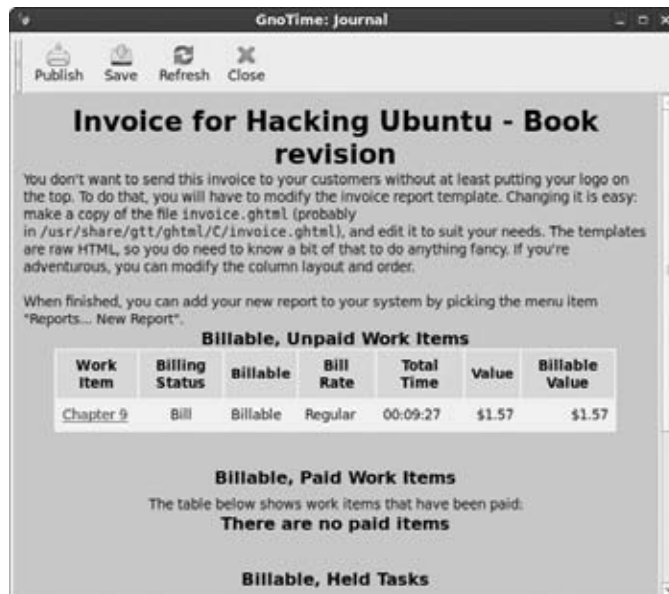 GnoTime: Journal
Publish Save Refresh Close
Invoice for Hacking Ubuntu - Book
revision
You don't want to send this invoice to your customers without at least putting your logo on
the top. To do that, you will have to modify the invoice report template. Changing it is easy:
make a copy of the file invoice.ghtml (probably
in /usr/share/gtt/ghtml/C/invoice.ghtml), and edit it to suit your needs. The templates
are raw HTML, so you do need to know a bit of that to do anything fancy. If you're
adventurous, you can modify the column layout and order.
When finished, you can add your new report to your system by picking the menu item
"Reports... New Report".
Billable, Unpaid Work Items
Work Item Billing Status Billable Bill Rate Total Time Value Billable Value
Chapter 9 Bill Billable Regular 00:09:27 $1.57 $1.57
Billable, Paid Work Items
The table below shows work items that have been paid:
There are no paid items
Billable, Held Tasks